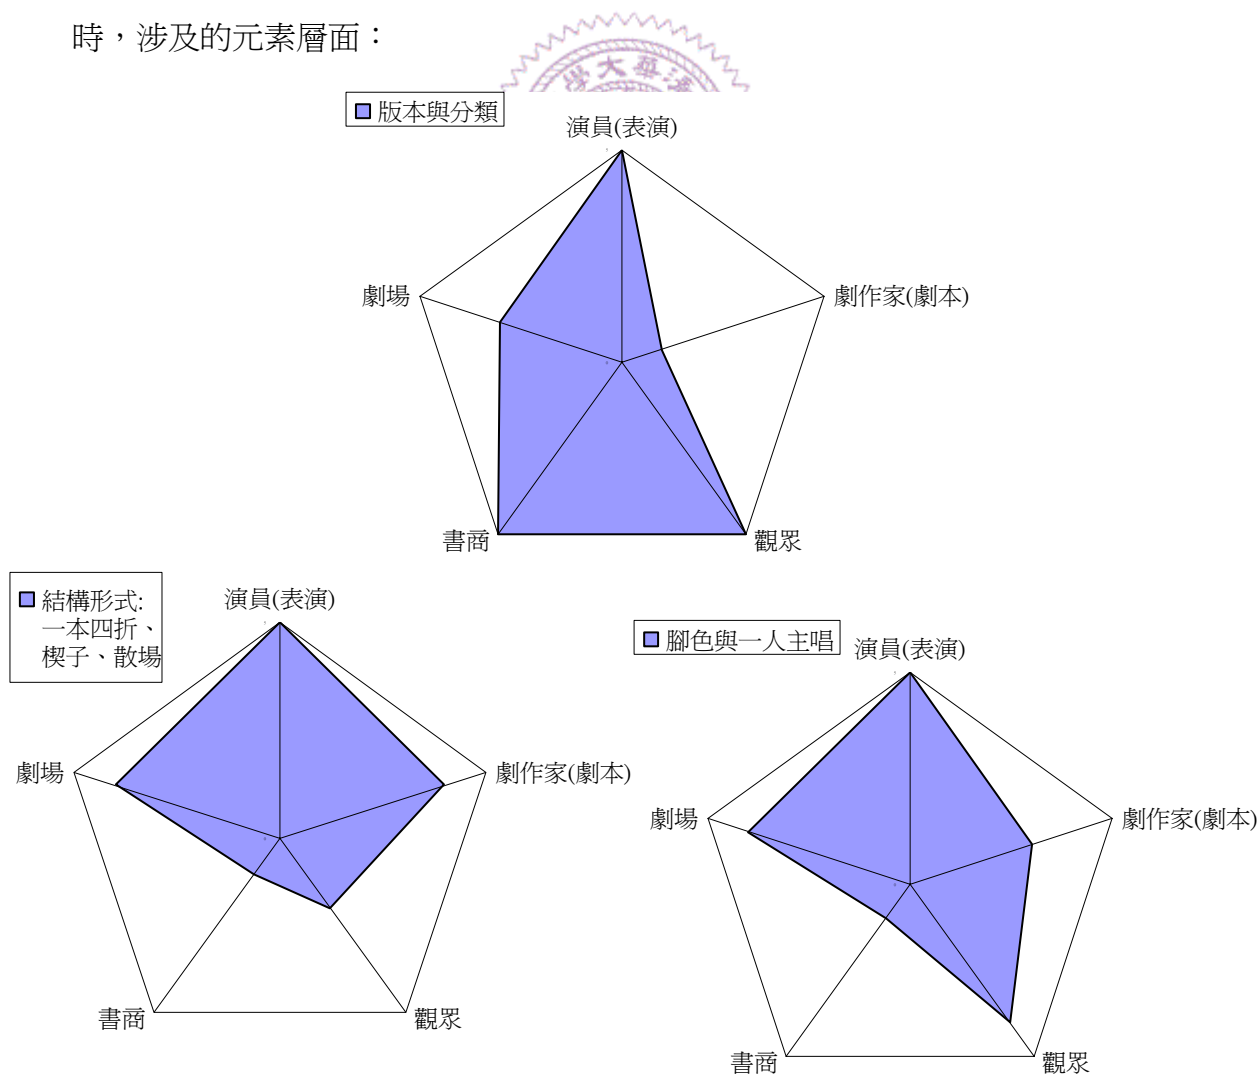 時，涉及的元素層面：
學大華清
版本與分類
演員(表演)
劇場
劇作家(劇本)
書商
觀眾
結構形式:
一本四折、
楔子、散場
演員(表演)
劇場
劇作家(劇本)
書商
觀眾
腳色與一人主唱
演員(表演)
劇場
劇作家(劇本)
書商
觀眾